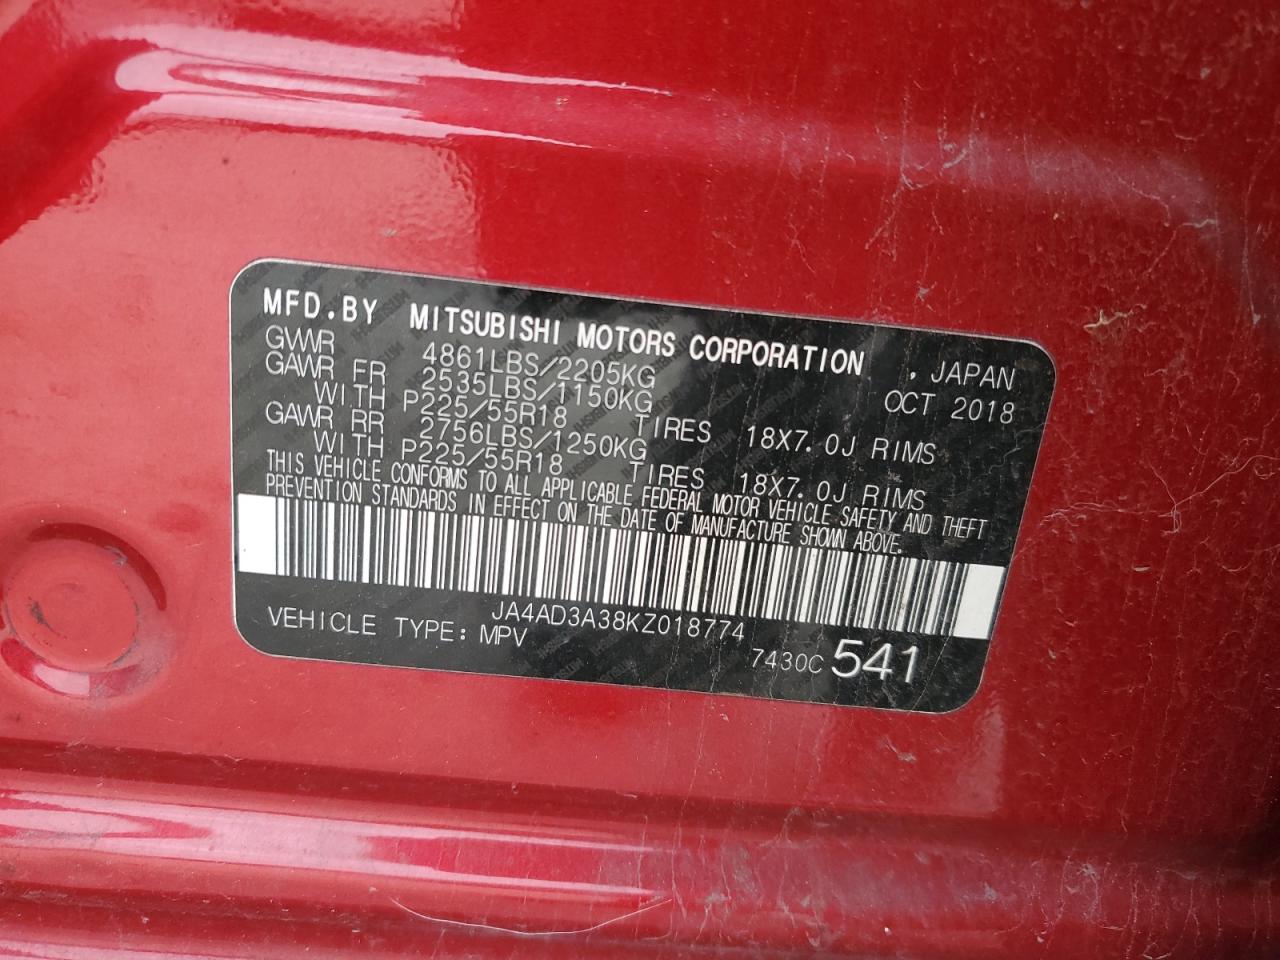 MFD.BY MITSUBISHI MOTORS CORPORATION , JAPAN
GVWR 4861LBS/2205KG OCT 2018
GAWR FR 2535LBS/1150KG
WITH P225/55R18 TIRES 18X7.0J RIMS
GAWR RR 2756LBS/1250KG
WITH P225/55R18 TIRES 18X7.0J RIMS
THIS VEHICLE CONFORMS TO ALL APPLICABLE FEDERAL MOTOR VEHICLE SAFETY AND THEFT
PREVENTION STANDARDS IN EFFECT ON THE DATE OF MANUFACTURE SHOWN ABOVE.
JA4AD3A38KZ018774
VEHICLE TYPE: MPV 7430C 541